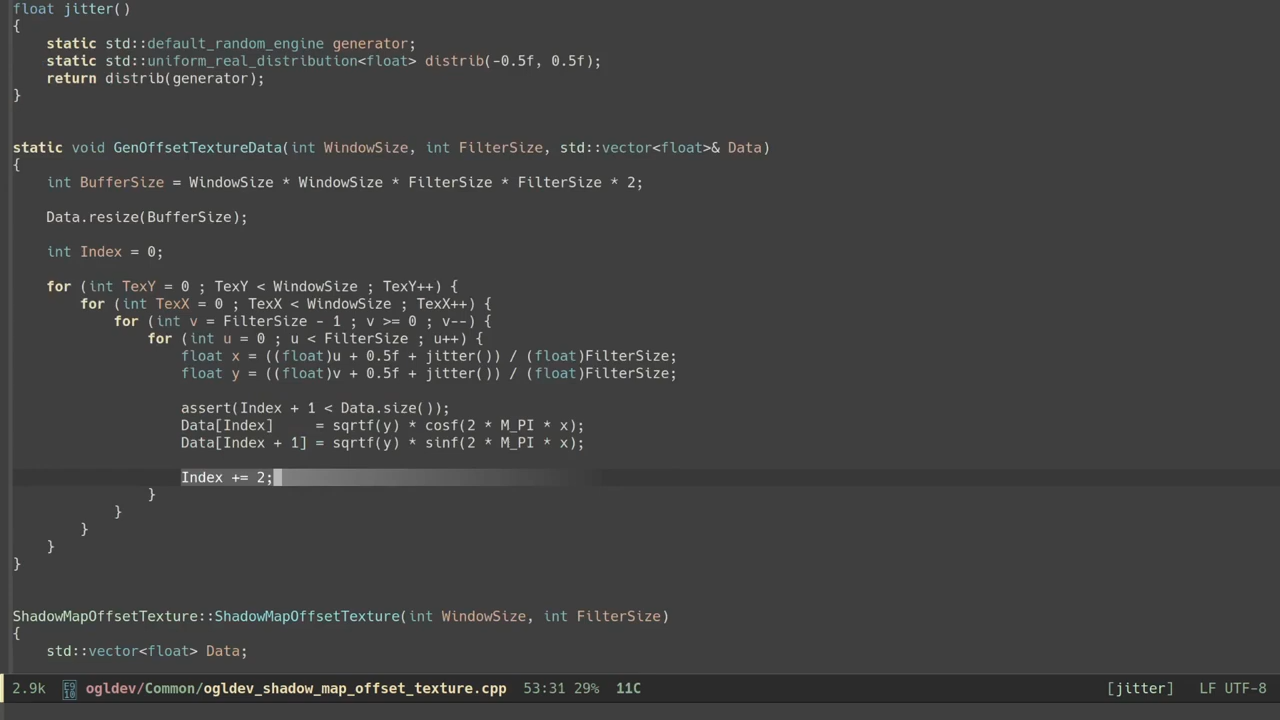 float jitter()
{
    static std::default_random_engine generator;
    static std::uniform_real_distribution<float> distrib(-0.5f, 0.5f);
    return distrib(generator);
}
static void GenOffsetTextureData(int WindowSize, int FilterSize, std::vector<float>& Data)
{
    int BufferSize = WindowSize * WindowSize * FilterSize * FilterSize * 2;
    Data.resize(BufferSize);
    int Index = 0;
    for (int TexY = 0 ; TexY < WindowSize ; TexY++) {
        for (int TexX = 0 ; TexX < WindowSize ; TexX++) {
            for (int v = FilterSize - 1 ; v >= 0 ; v--) {
                for (int u = 0 ; u < FilterSize ; u++) {
                    float x = ((float)u + 0.5f + jitter()) / (float)FilterSize;
                    float y = ((float)v + 0.5f + jitter()) / (float)FilterSize;
                    assert(Index + 1 < Data.size());
                    Data[Index]     = sqrtf(y) * cosf(2 * M_PI * x);
                    Data[Index + 1] = sqrtf(y) * sinf(2 * M_PI * x);
                    Index += 2;
                }
            }
        }
    }
}
ShadowMapOffsetTexture::ShadowMapOffsetTexture(int WindowSize, int FilterSize)
{
    std::vector<float> Data;
2.9k ogldev/Common/ogldev_shadow_map_offset_texture.cpp 53:31 29% 11C [jitter] LF UTF-8